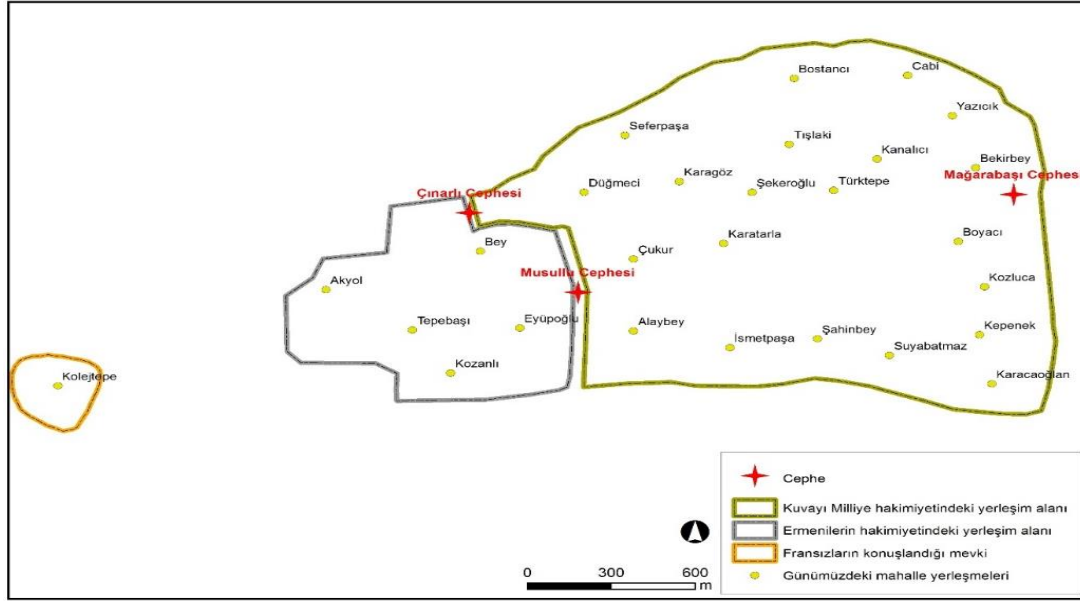 Bostancı
Cabi
Yazıcık
Seferpaşa
Tışlaki
Kanalıcı
Bekirbey
Mağarabaşı Cephesi
Karagöz
Düğmeci
Şekeroğlu
Türktepe
Çınarlı Cephesi
Bey
Karatarla
Boyacı
Çukur
Musullu Cephesi
Akyol
Kozluca
Tepebaşı
Eyüpoğlu
Alaybey
İsmetpaşa
Şahinbey
Kepenek
Suyabatmaz
Kozanlı
Kolejtepe
Karacaoğlan
Cephe
Kuvayı Milliye hakimiyetindeki yerleşim alanı
Ermenilerin hakimiyetindeki yerleşim alanı
Fransızların konuşlandığı mevki
Günümüzdeki mahalle yerleşmeleri
0 300 600
m